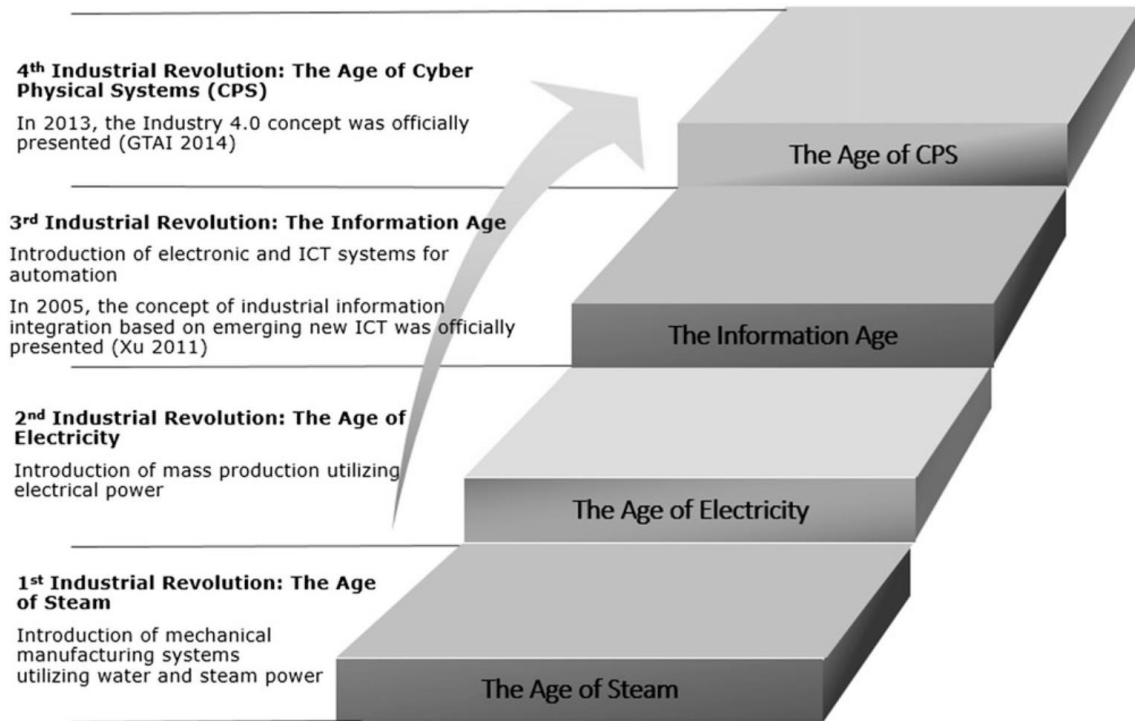 4th Industrial Revolution: The Age of Cyber
Physical Systems (CPS)
In 2013, the Industry 4.0 concept was officially
presented (GTAI 2014)
The Age of CPS
3rd Industrial Revolution: The Information Age
Introduction of electronic and ICT systems for
automation
In 2005, the concept of industrial information
integration based on emerging new ICT was officially
presented (Xu 2011)
The Information Age
2nd Industrial Revolution: The Age of
Electricity
Introduction of mass production utilizing
electrical power
The Age of Electricity
1st Industrial Revolution: The Age
of Steam
Introduction of mechanical
manufacturing systems
utilizing water and steam power
The Age of Steam